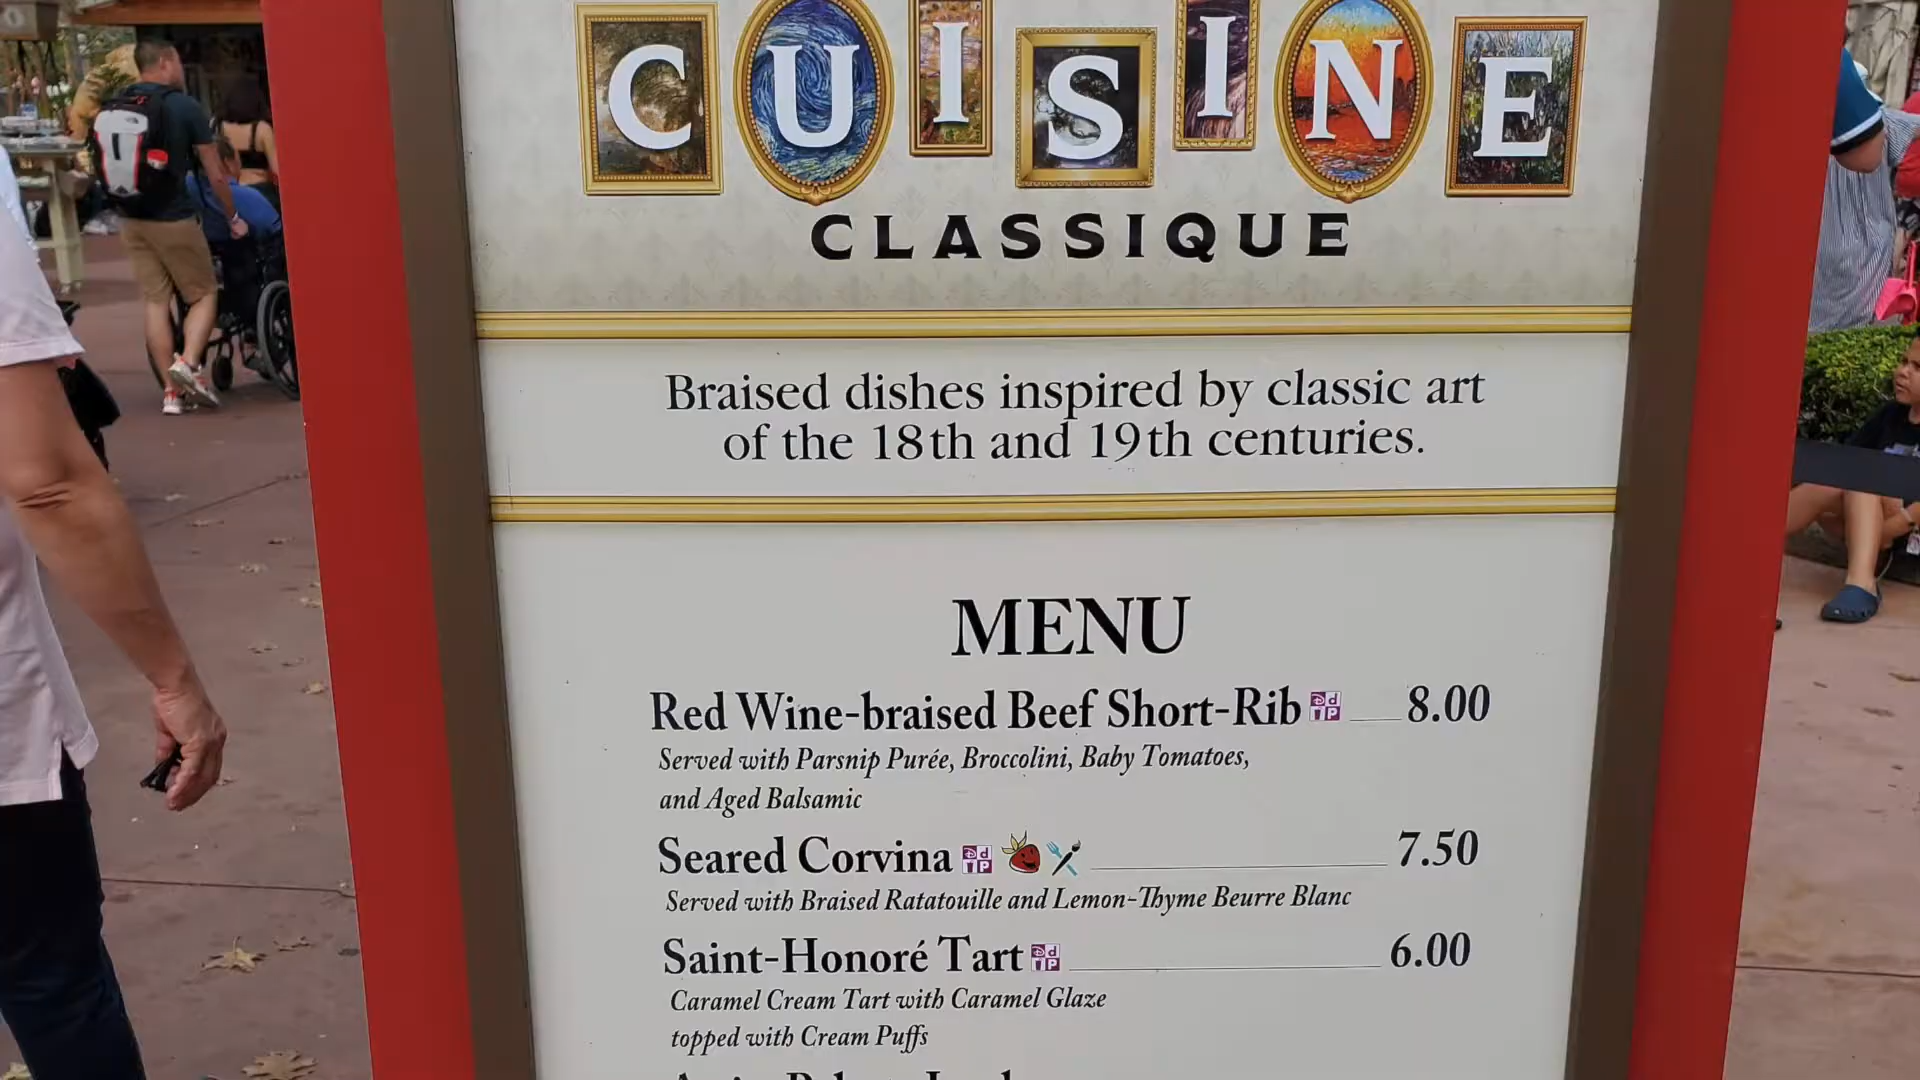 CUISINE
CLASSIQUE
Braised dishes inspired by classic art
of the 18th and 19th centuries.
MENU
Red Wine-braised Beef Short-Rib 8.00
Served with Parsnip Purée, Broccolini, Baby Tomatoes,
and Aged Balsamic
Seared Corvina 7.50
Served with Braised Ratatouille and Lemon-Thyme Beurre Blanc
Saint-Honoré Tart 6.00
Caramel Cream Tart with Caramel Glaze
topped with Cream Puffs